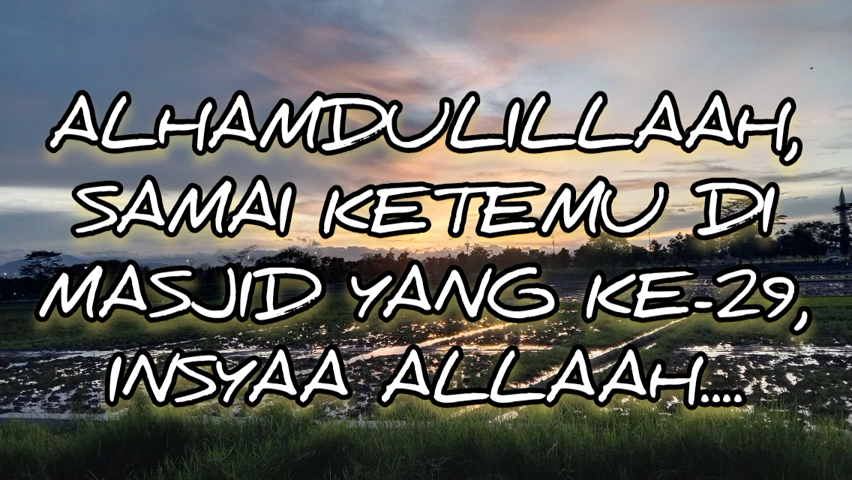 ALHAMDULILLAAH,
SAMAI KETEMU DI
MASJID YANG KE-29,
INSYAA ALLAAH....